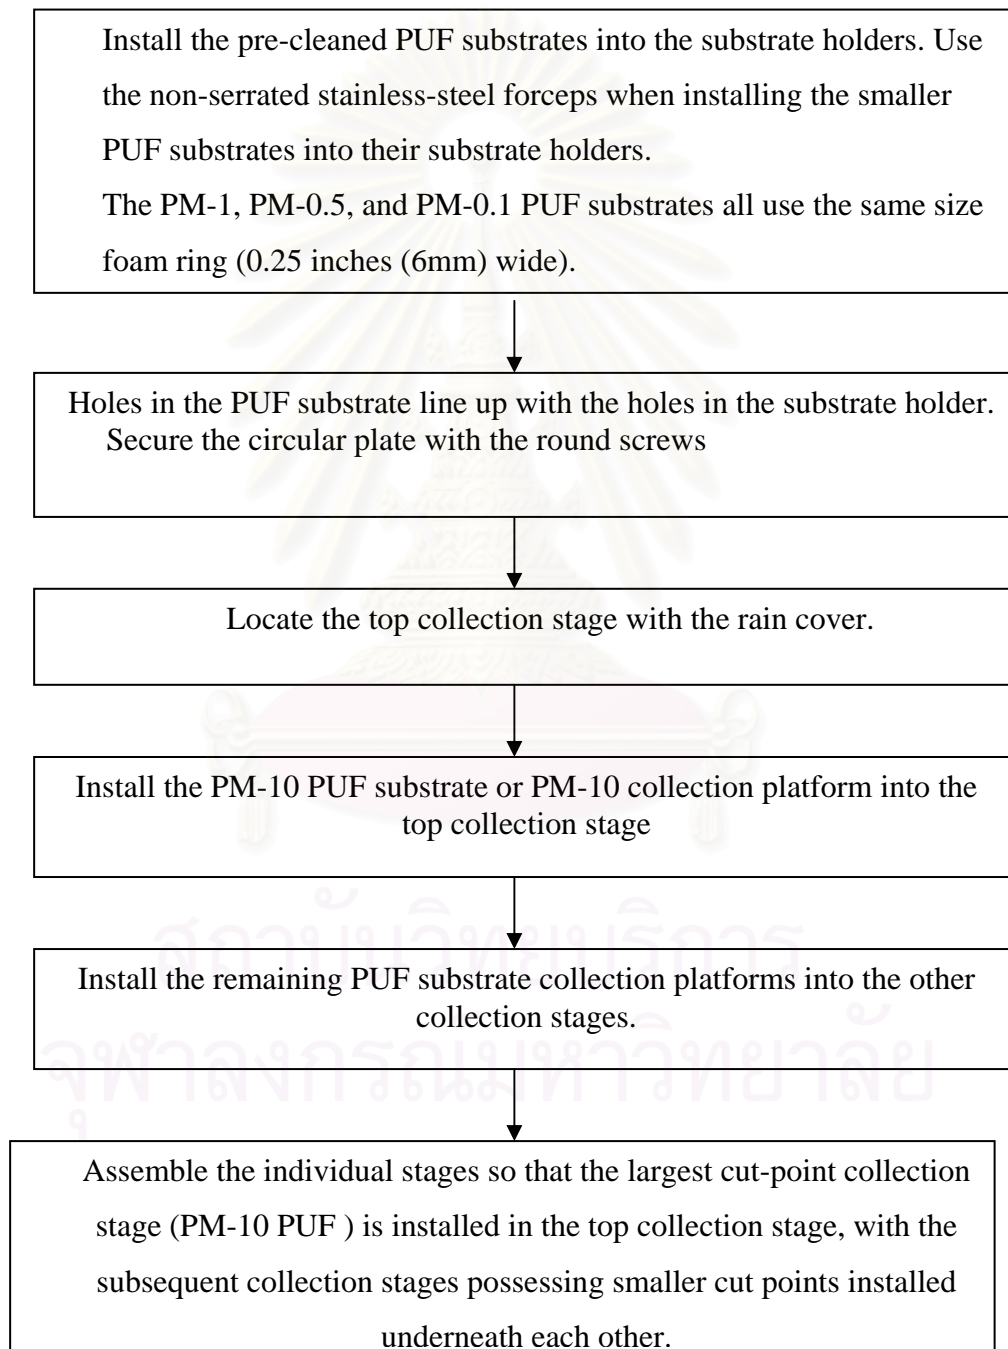 Install the pre-cleaned PUF substrates into the substrate holders. Use
the non-serrated stainless-steel forceps when installing the smaller
PUF substrates into their substrate holders.
The PM-1, PM-0.5, and PM-0.1 PUF substrates all use the same size
foam ring (0.25 inches (6mm) wide).
Holes in the PUF substrate line up with the holes in the substrate holder.
Secure the circular plate with the round screws
Locate the top collection stage with the rain cover.
Install the PM-10 PUF substrate or PM-10 collection platform into the
top collection stage
สถาบันวิทยบริการ
Install the remaining PUF substrate collection platforms into the other
collection stages.
จุฬาลงกรณ์มหาวิทยาลัย
Assemble the individual stages so that the largest cut-point collection
stage (PM-10 PUF ) is installed in the top collection stage, with the
subsequent collection stages possessing smaller cut points installed
underneath each other.